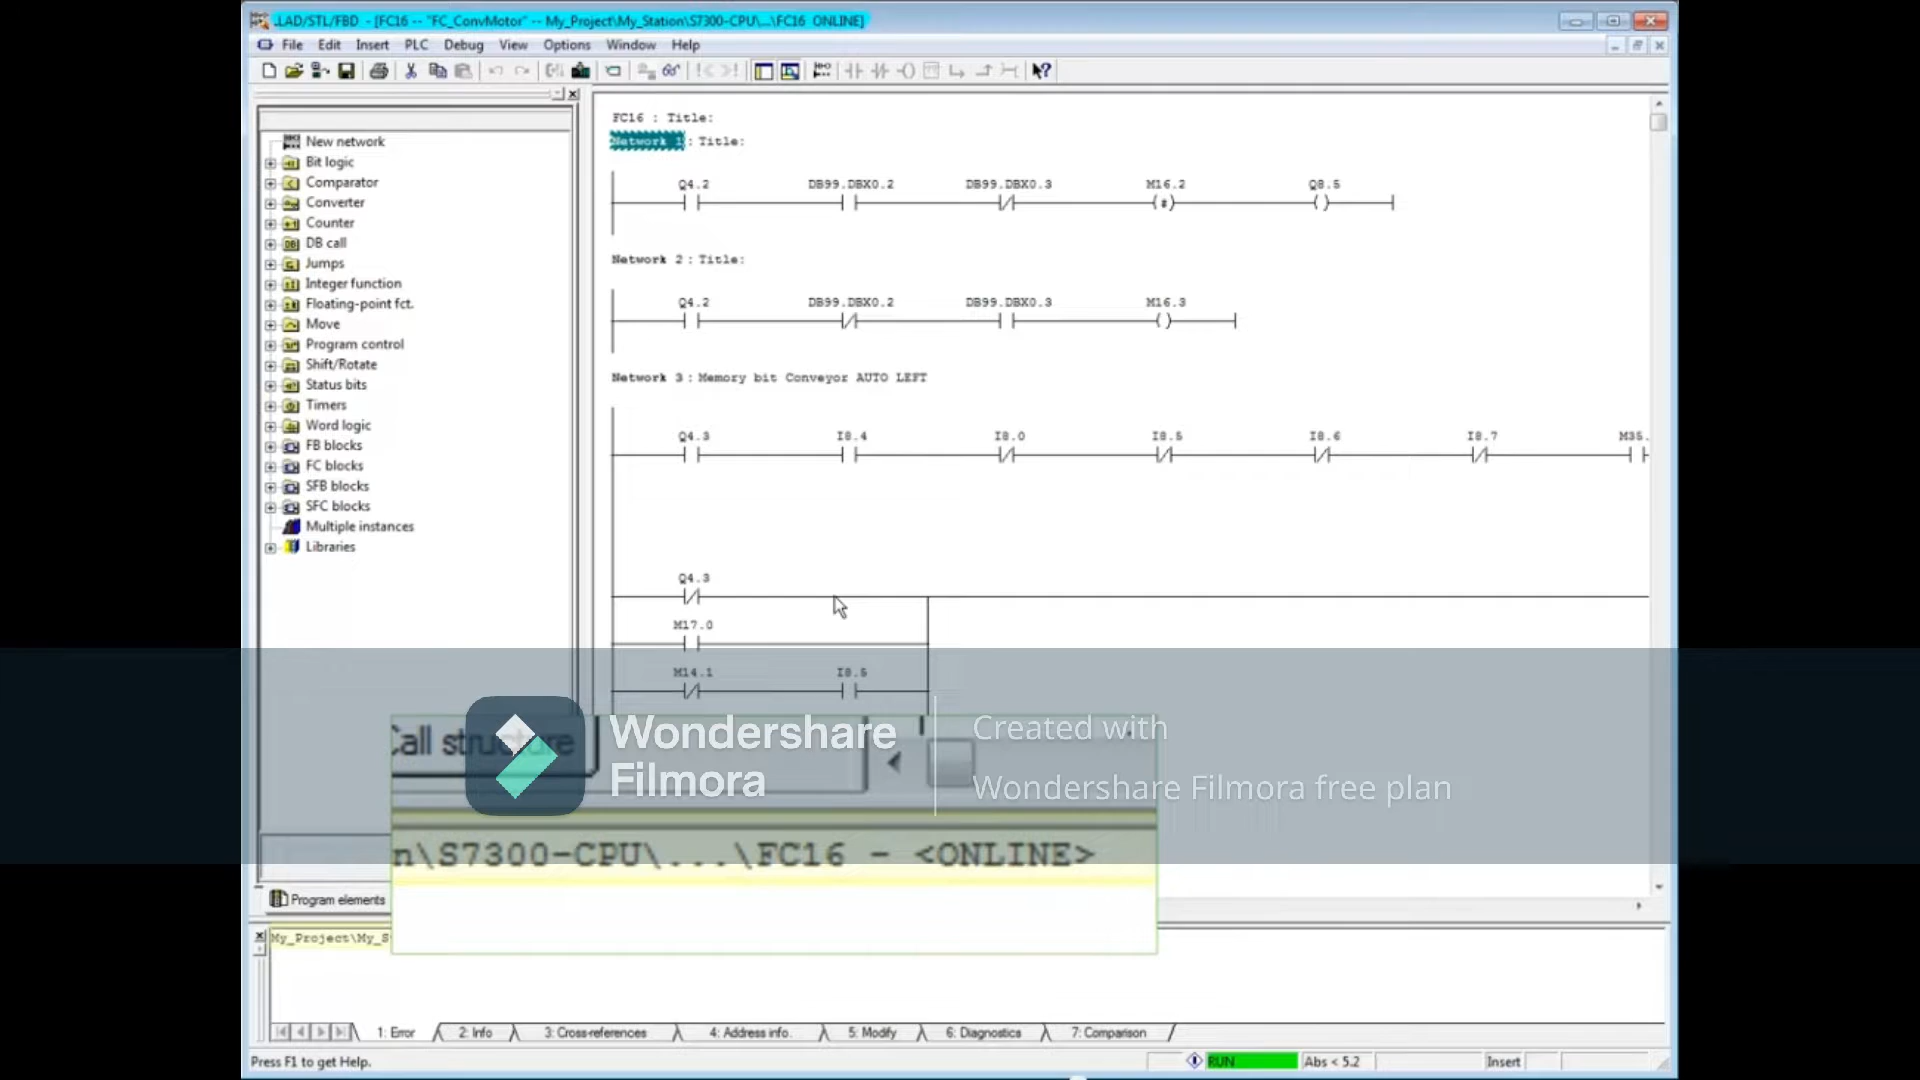 LAD/STL/FBD - [FC16 -- "FC_ConvMotor" -- My_Project\My_Station\S7300-CPU\...\FC16 ONLINE]
File Edit Insert PLC Debug View Options Window Help
New network
Bit logic
Comparator
Converter
Counter
DB call
Jumps
Integer function
Floating-point fct.
Move
Program control
Shift/Rotate
Status bits
Timers
Word logic
FB blocks
FC blocks
SFB blocks
SFC blocks
Multiple instances
Libraries
Program elements
FC16 : Title:
Network 1 : Title:
Q4.2 DB99.DBX0.2 DB99.DBX0.3 M16.2 Q8.5
(#) ( )
Network 2 : Title:
Q4.2 DB99.DBX0.2 DB99.DBX0.3 M16.3
( )
Network 3 : Memory bit Conveyor AUTO LEFT
Q4.3 I8.4 I8.0 I8.5 I8.6 I8.7 M35.
Q4.3
M17.0
M14.1 I8.5
Call structure
n\S7300-CPU\...\FC16 - <ONLINE>
Wondershare
Filmora
Created with
Wondershare Filmora free plan
My_Project\My_S
1: Error 2: Info 3: Cross-references 4: Address info. 5: Modify 6: Diagnostics 7: Comparison
Press F1 to get Help. RUN Abs < 5.2 Insert